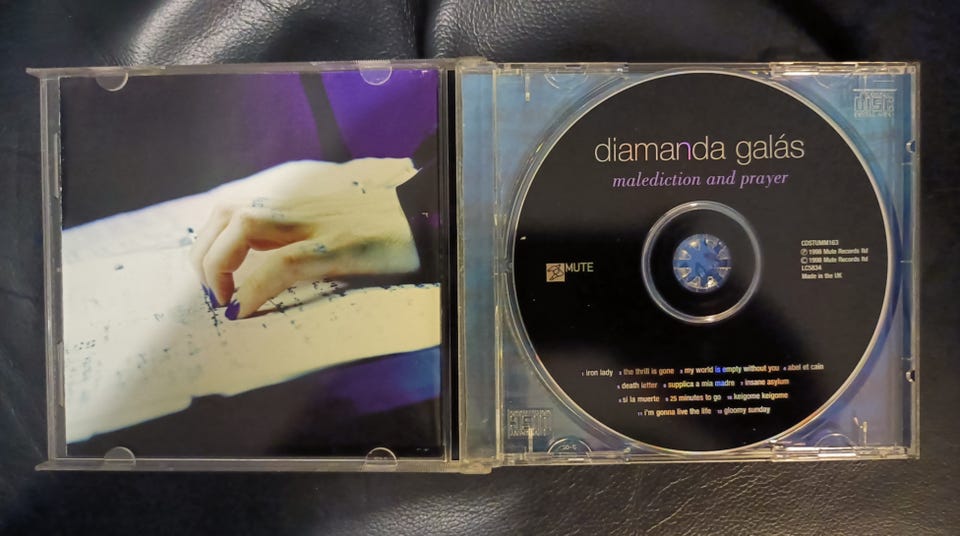 diamanda galás
malediction and prayer
MUTE
CDSTUMM163
℗ 1998 Mute Records ltd
© 1998 Mute Records ltd
LC5834
Made in the UK
1 iron lady 2 the thrill is gone 3 my world is empty without you 4 abel et cain
5 death letter 6 supplica a mia madre 7 insane asylum
8 si la muerte 9 25 minutes to go 10 keigome keigome
11 i'm gonna live the life 12 gloomy sunday